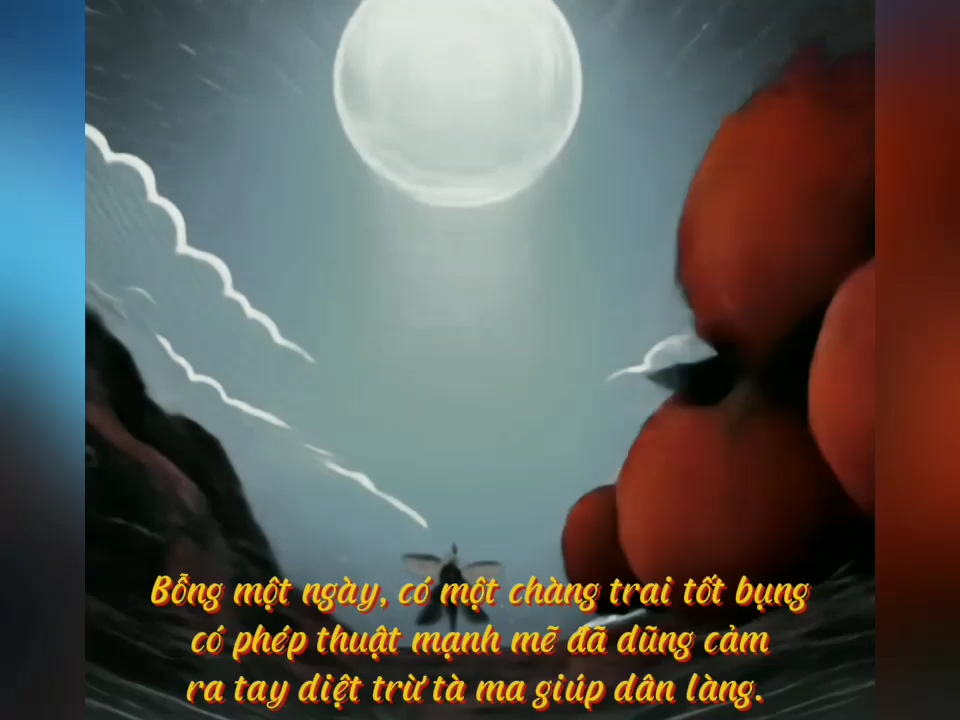 Bỗng một ngày, có một chàng trai tốt bụng
có phép thuật mạnh mẽ đã dũng cảm
ra tay diệt trừ tà ma giúp dân làng.